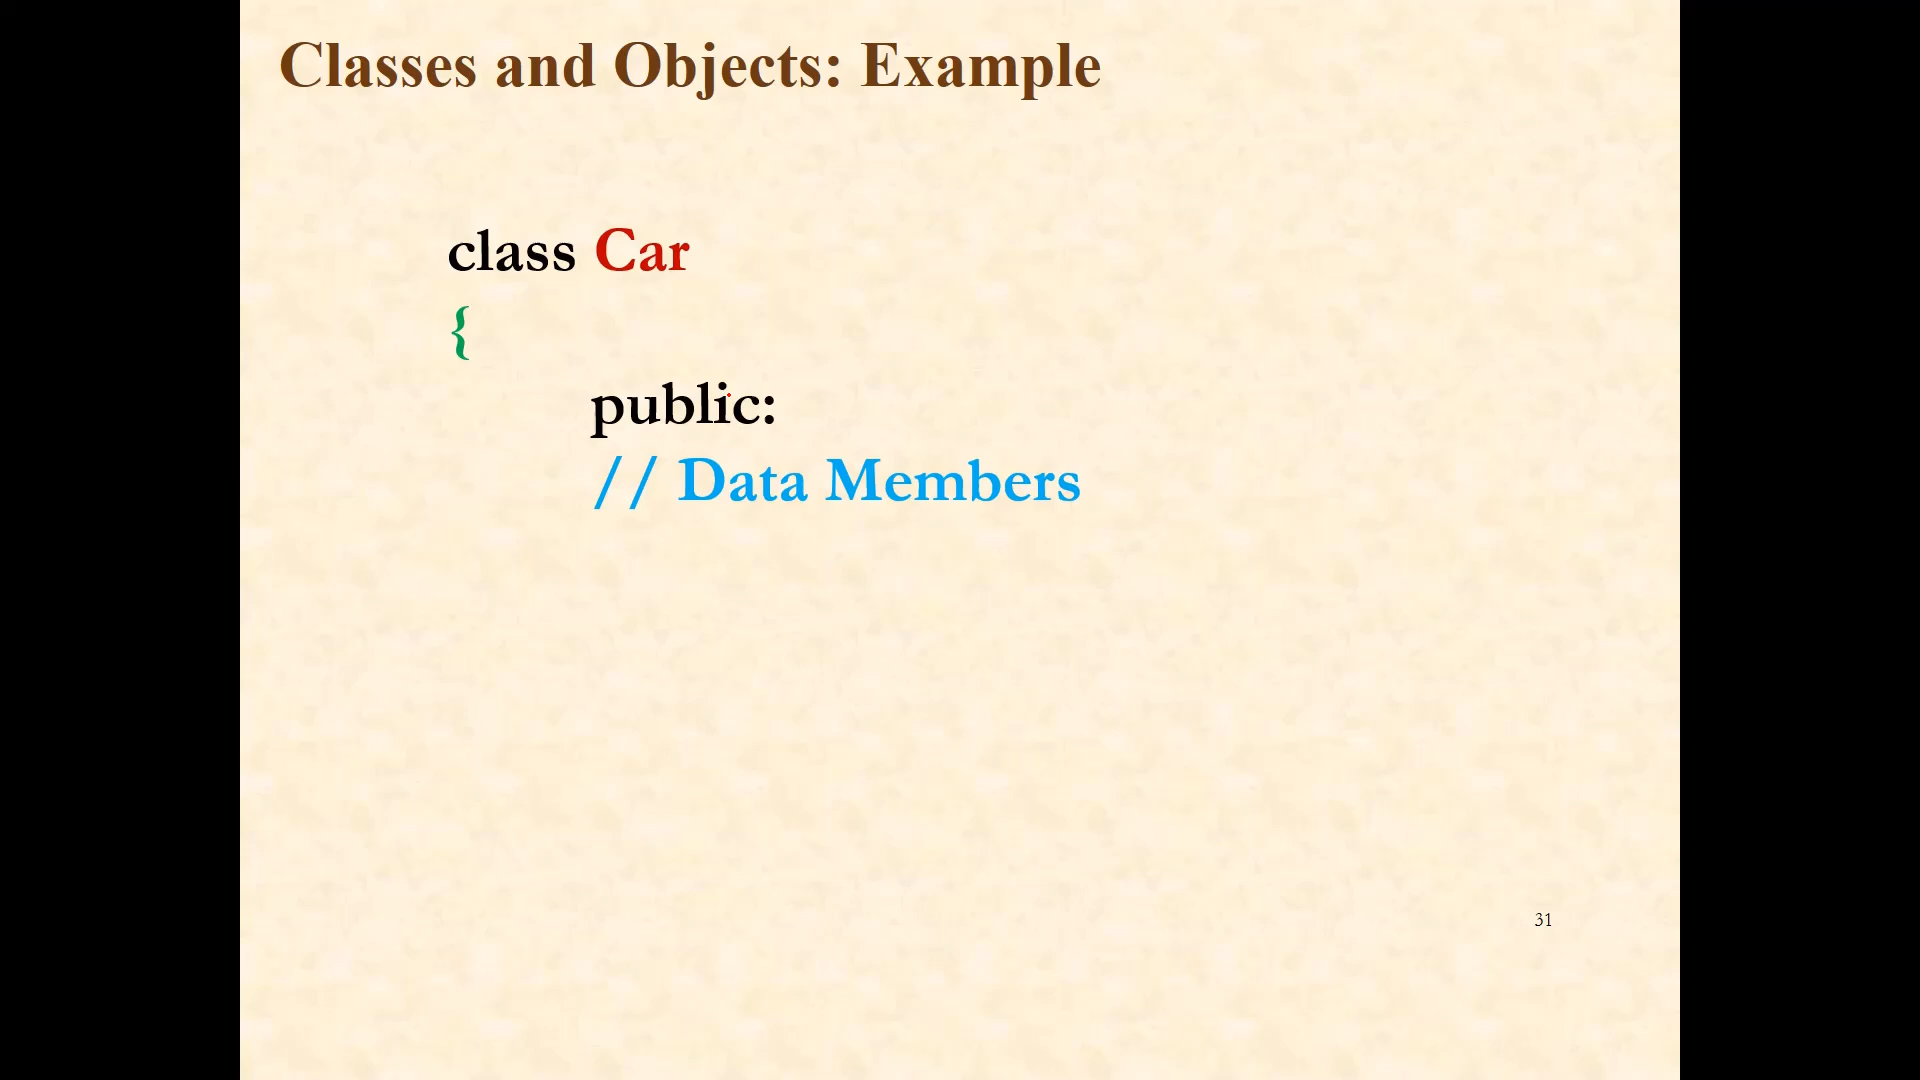 Classes and Objects: Example
class Car
{
public:
// Data Members
31